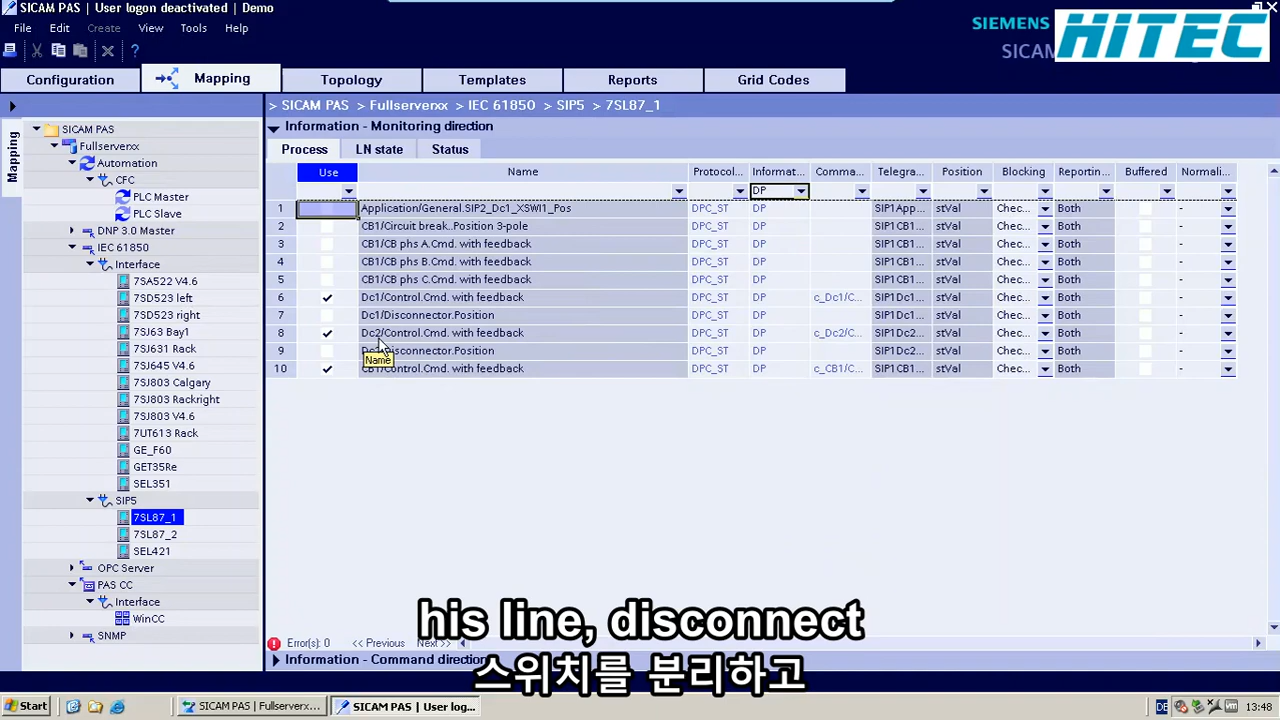 SICAM PAS | User logon deactivated | Demo
File Edit Create View Tools Help
SIEMENS
HiTEC
SICAM
Configuration Mapping Topology Templates Reports Grid Codes
> SICAM PAS > Fullserverxx > IEC 61850 > SIP5 > 7SL87_1
Information - Monitoring direction
Process LN state Status
Mapping
SICAM PAS
Fullserverxx
Automation
CFC
PLC Master
PLC Slave
DNP 3.0 Master
IEC 61850
Interface
7SA522 V4.6
7SD523 left
7SD523 right
7SJ63 Bay1
7SJ631 Rack
7SJ645 V4.6
7SJ803 Calgary
7SJ803 Rackright
7SJ803 V4.6
7UT613 Rack
GE_F60
GET35Re
SEL351
SIP5
7SL87_1
7SL87_2
SEL421
OPC Server
PAS CC
Interface
WinCC
SNMP
Use Name Protocol... Informat... Comma... Telegra... Position Blocking Reportin... Buffered Normali...
DP
1 Application/General.SIP2_Dc1_XSWI1_Pos DPC_ST DP SIP1App... stVal Chec... Both -
2 CB1/Circuit break..Position 3-pole DPC_ST DP SIP1CB1... stVal Chec... Both -
3 CB1/CB phs A.Cmd. with feedback DPC_ST DP SIP1CB1... stVal Chec... Both -
4 CB1/CB phs B.Cmd. with feedback DPC_ST DP SIP1CB1... stVal Chec... Both -
5 CB1/CB phs C.Cmd. with feedback DPC_ST DP SIP1CB1... stVal Chec... Both -
6 Dc1/Control.Cmd. with feedback DPC_ST DP c_Dc1/C... SIP1Dc1... stVal Chec... Both -
7 Dc1/Disconnector.Position DPC_ST DP SIP1Dc1... stVal Chec... Both -
8 Dc2/Control.Cmd. with feedback DPC_ST DP c_Dc2/C... SIP1Dc2... stVal Chec... Both -
9 Dc2/Disconnector.Position DPC_ST DP SIP1Dc2... stVal Chec... Both -
10 CB1/Control.Cmd. with feedback DPC_ST DP c_CB1/C... SIP1CB1... stVal Chec... Both -
Name
his line, disconnect
스위치를 분리하고
Error(s): 0 << Previous Next >>
Information - Command direction
Start SICAM PAS | Fullserverxx... SICAM PAS | User log... DE 13:48